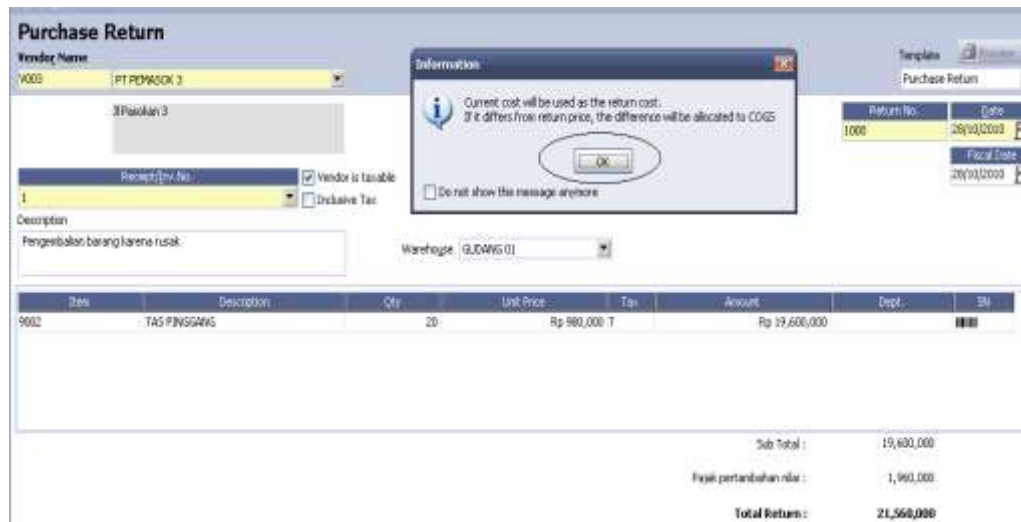 Purchase Return
Vendor Name
V003 PT PEMASOK 3
Jl Pasokan 3
Information
Current cost will be used as the return cost.
If it differs from return price, the difference will be allocated to COGS
OK
Do not show this message anymore
Template
Purchase Return
Return No. Date
1000 28/10/2010
Fiscal Date
28/10/2010
Receipt/Inv.No. Vendor is taxable
1 Inclusive Tax
Description
Pengembalian barang karena rusak
Warehouse GUDANG 01
Item Description Qty Unit Price Tax Amount Dept. SN
9002 TAS PINGGANG 20 Rp 980,000 T Rp 19,600,000
Sub Total : 19,600,000
Pajak pertambahan nilai : 1,960,000
Total Return : 21,560,000